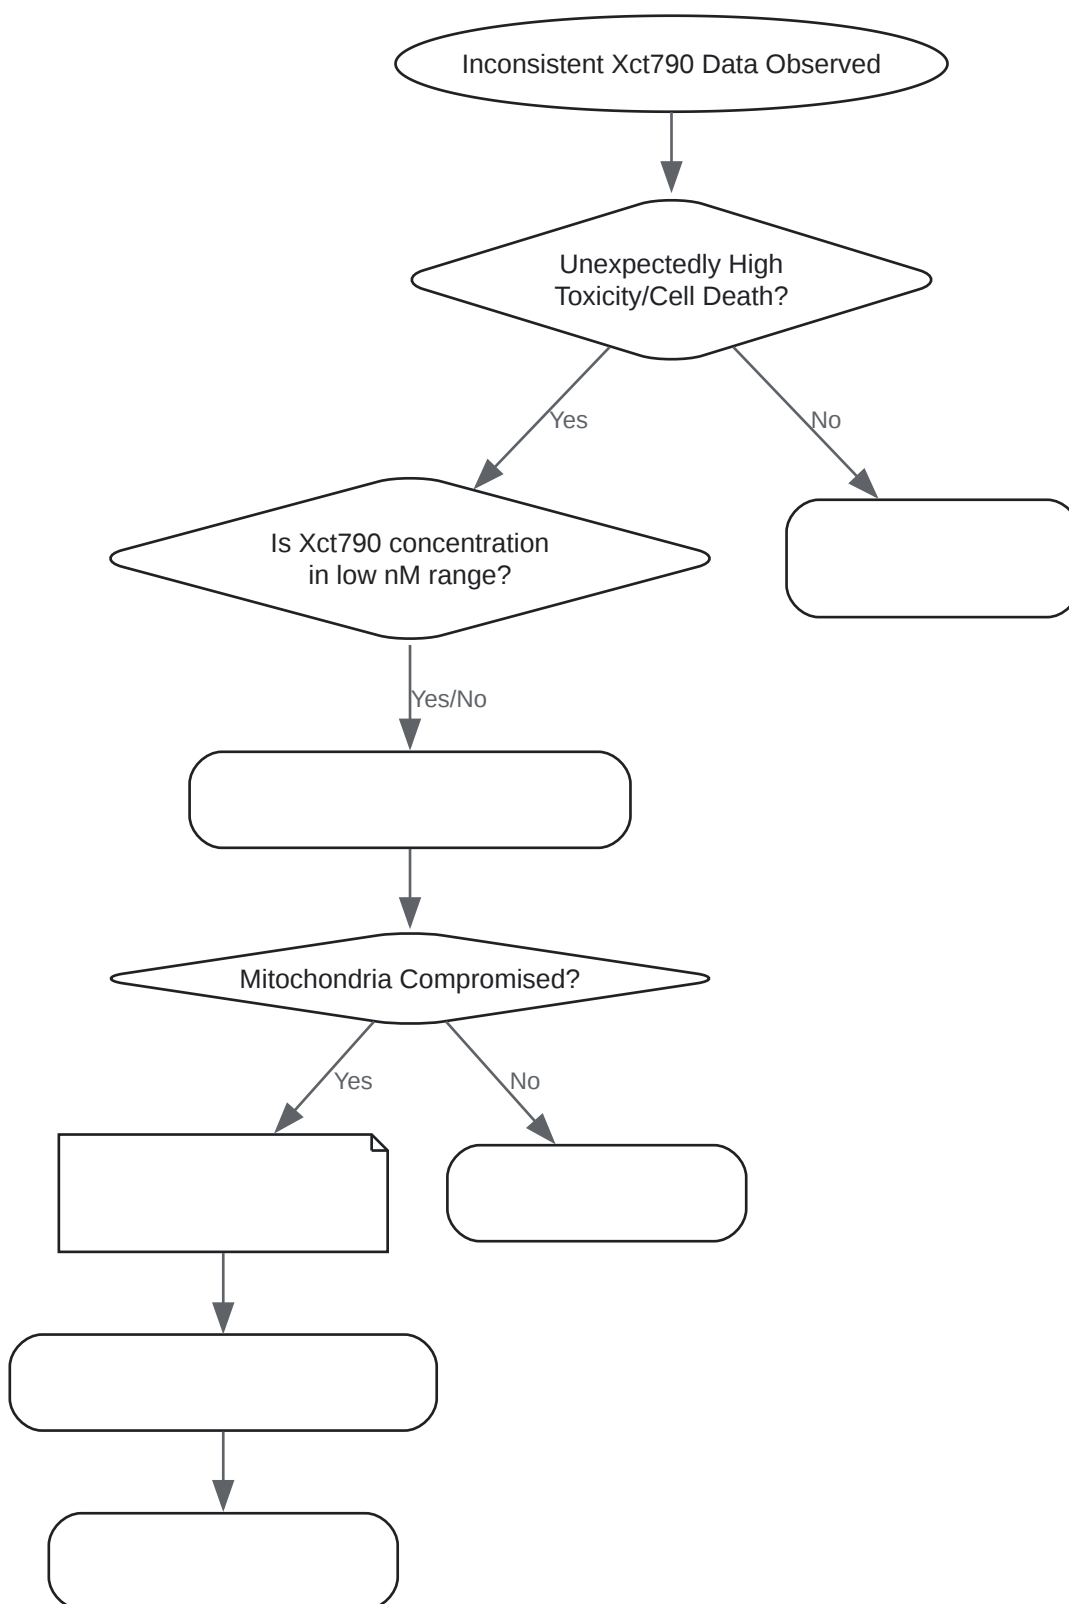 Inconsistent Xct790 Data Observed
Unexpectedly High
Toxicity/Cell Death?
Yes
No
Is Xct790 concentration
in low nM range?
Yes/No
Mitochondria Compromised?
Yes
No